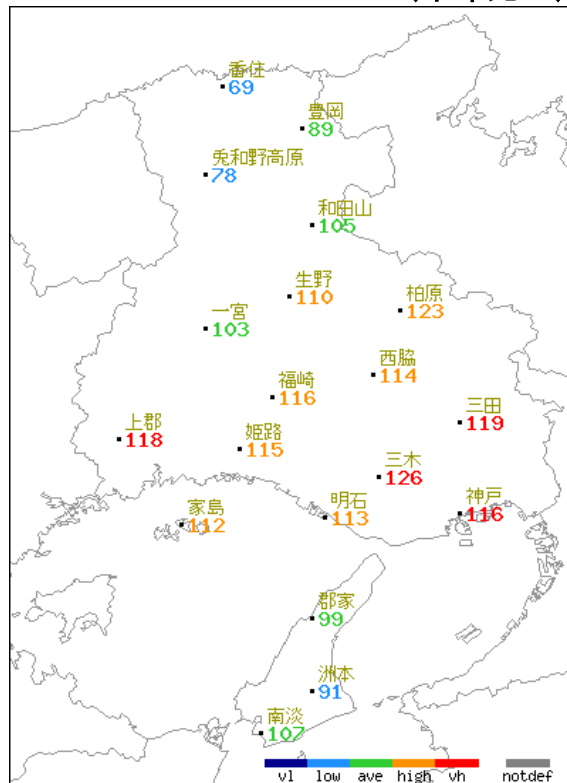 香住
69
豊岡
89
兎和野高原
78
和田山
105
生野
110
柏原
123
一宮
103
西脇
114
福崎
116
三田
119
上郡
118
姫路
115
三木
126
家島
112
明石
113
神戸
116
郡家
99
洲本
91
南淡
107
vl low ave high vh notdef